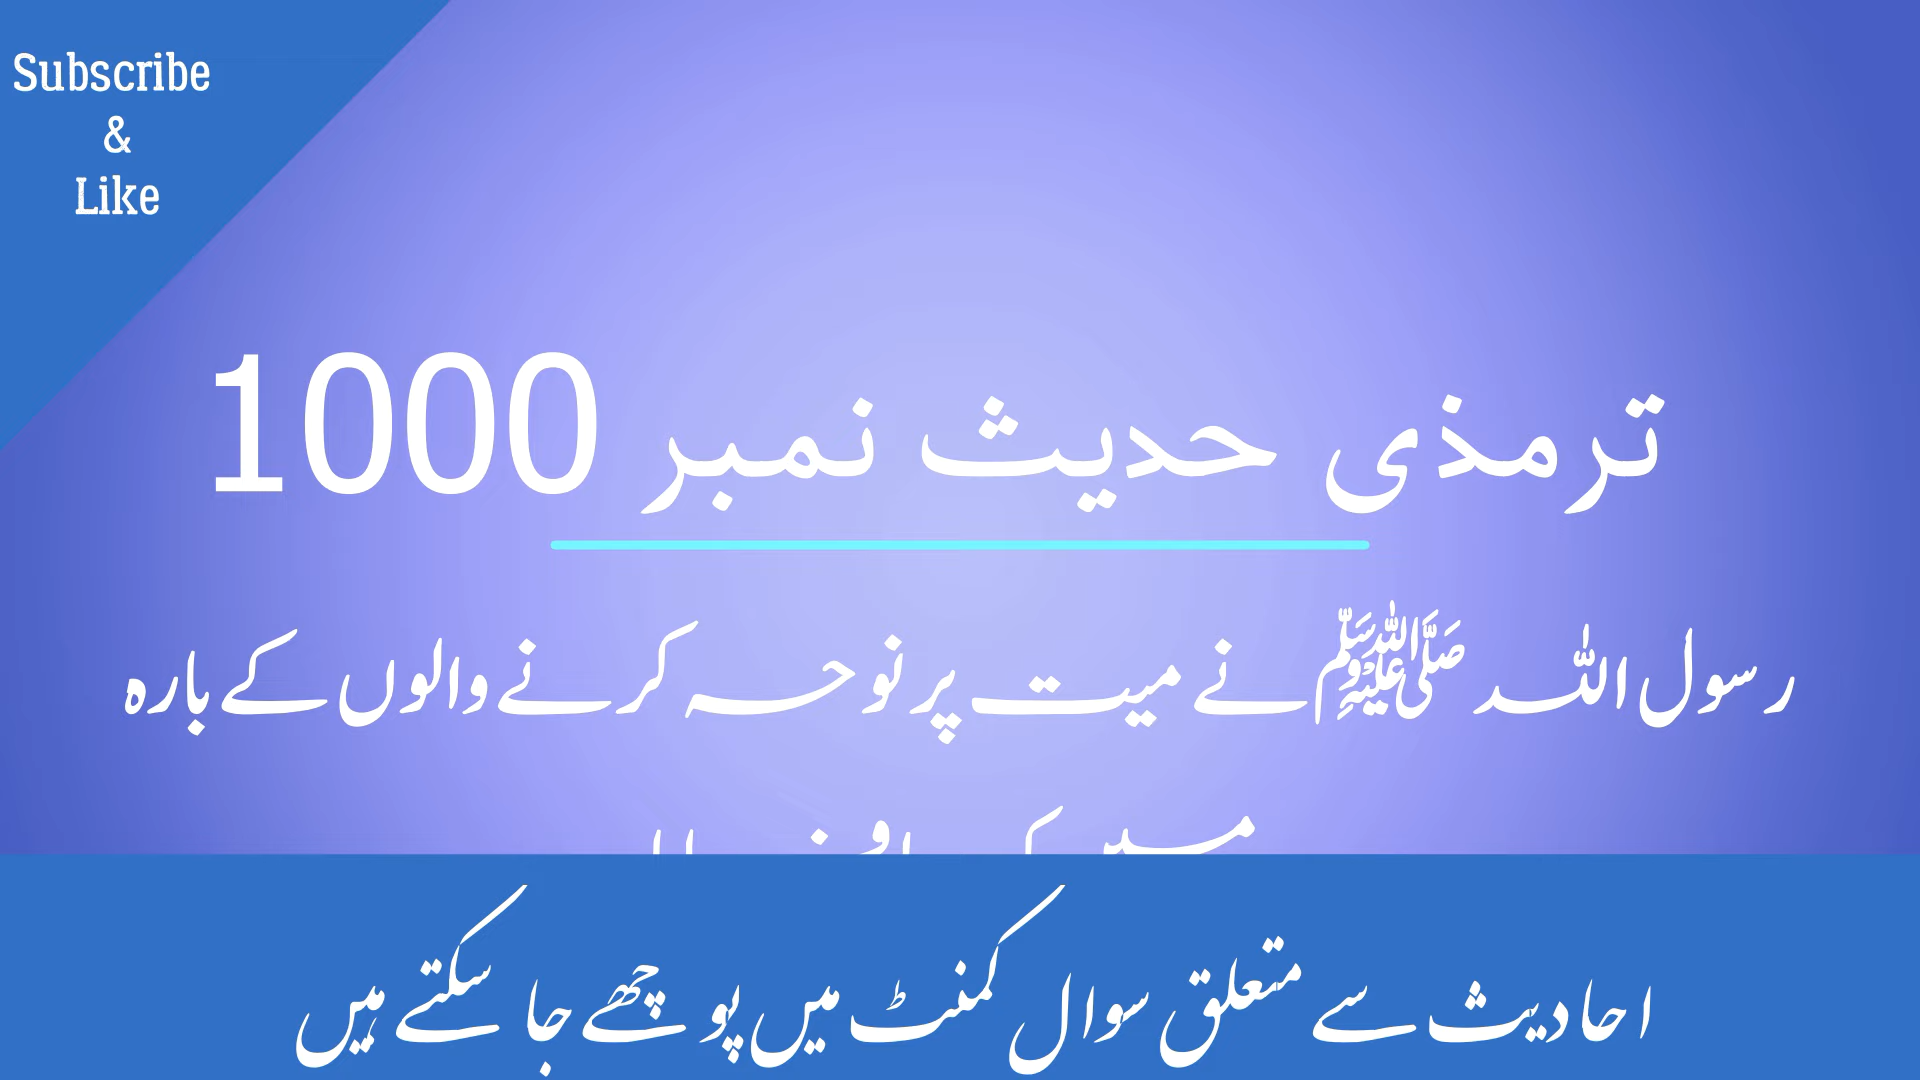 Subscribe
&
Like
ترمذی حدیث نمبر 1000
رسول اللہ ﷺ نے میت پر نوحہ کرنے والوں کے بارہ
احادیث سے متعلق سوال کمنٹ میں پوچھے جا سکتے ہیں